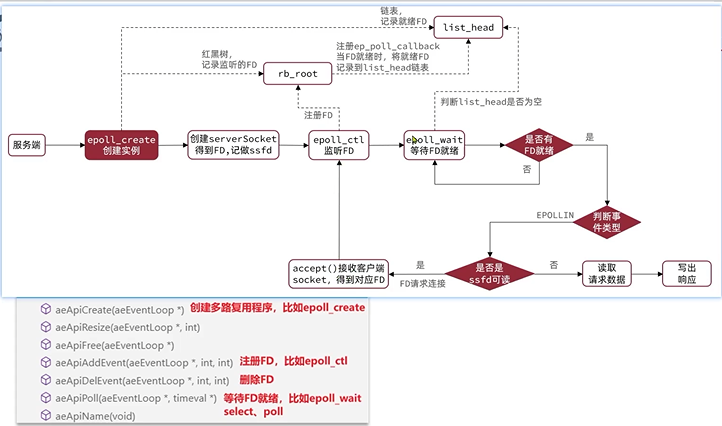 链表，
记录就绪FD
list_head
红黑树，
记录监听的FD
rb_root
注册ep_poll_callback
当FD就绪时，将就绪FD
记录到list_head链表
注册FD
判断list_head是否为空
服务端
epoll_create
创建实例
创建serverSocket
得到FD,记做ssfd
epoll_ctl
监听FD
epoll_wait
等待FD就绪
是否有
FD就绪
是
否
EPOLLIN
判断事
件类型
accept()接收客户端
socket, 得到对应FD
是
FD请求连接
是否是
ssfd可读
否
读取
请求数据
写出
响应
aeApiCreate(aeEventLoop *) 创建多路复用程序，比如epoll_create
aeApiResize(aeEventLoop *, int)
aeApiFree(aeEventLoop *)
aeApiAddEvent(aeEventLoop *, int, int) 注册FD，比如epoll_ctl
aeApiDelEvent(aeEventLoop *, int, int) 删除FD
aeApiPoll(aeEventLoop *, timeval *) 等待FD就绪，比如epoll_wait
select、poll
aeApiName(void)